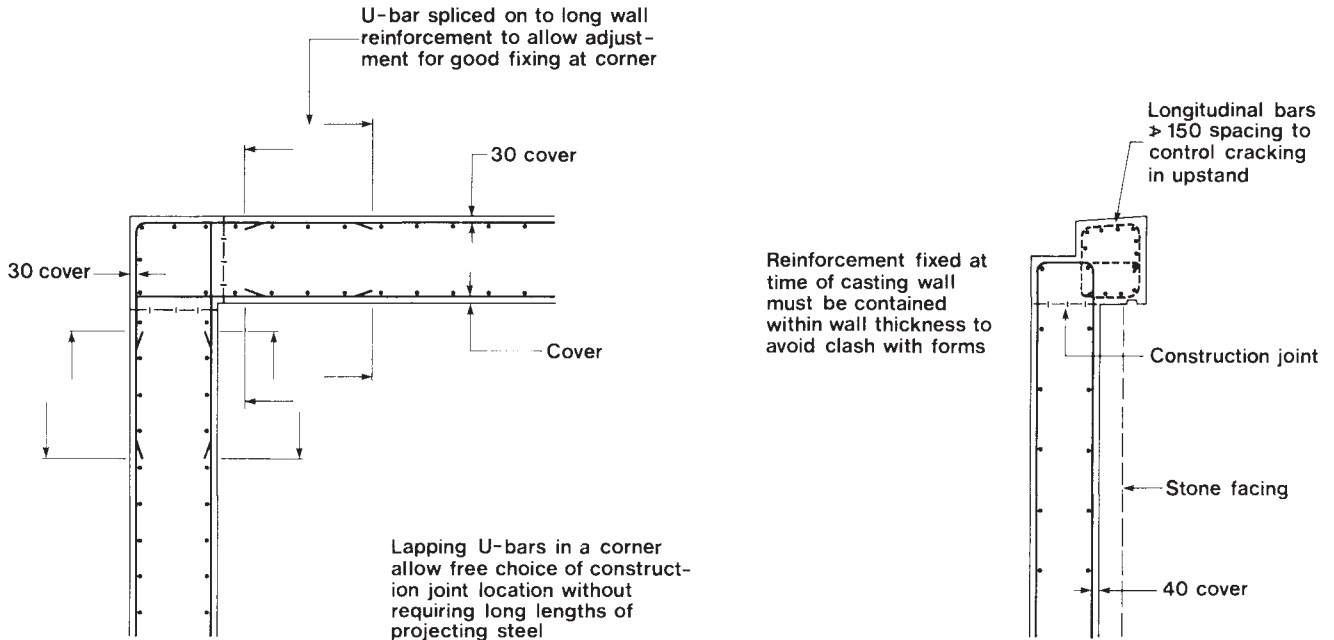 U-bar spliced on to long wall
reinforcement to allow adjust-
ment for good fixing at corner
30 cover
30 cover
Cover
Lapping U-bars in a corner
allow free choice of construct-
ion joint location without
requiring long lengths of
projecting steel
Longitudinal bars
≯ 150 spacing to
control cracking
in upstand
Reinforcement fixed at
time of casting wall
must be contained
within wall thickness to
avoid clash with forms
Construction joint
Stone facing
40 cover